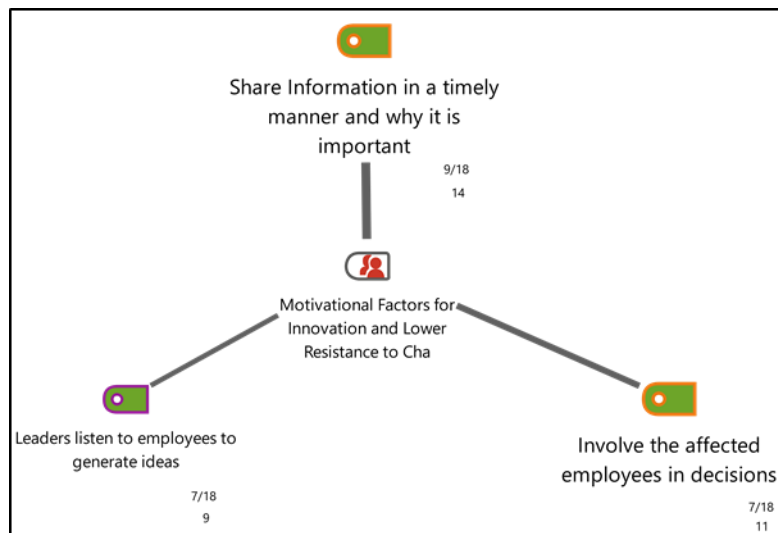 Share Information in a timely
manner and why it is
important
9/18
14
Motivational Factors for
Innovation and Lower
Resistance to Cha
Leaders listen to employees to
generate ideas
7/18
9
Involve the affected
employees in decisions
7/18
11